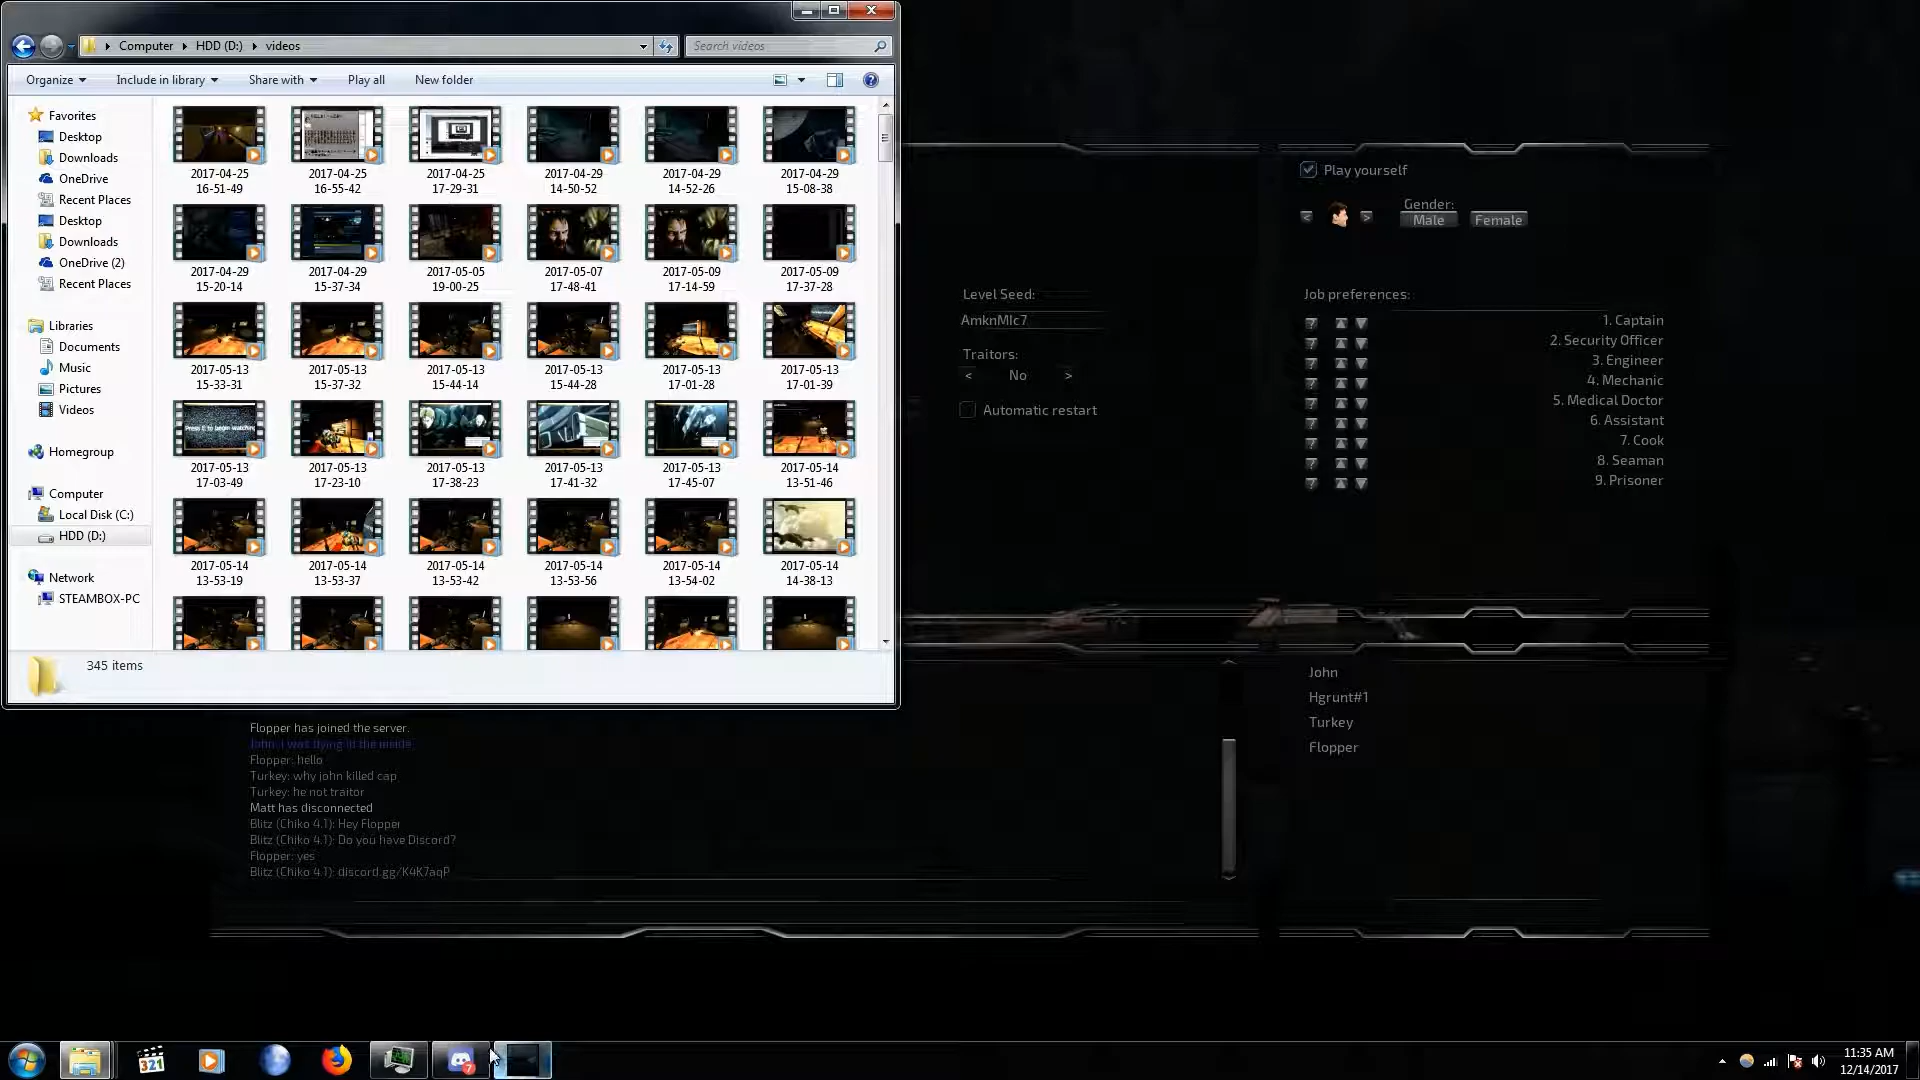 Computer HDD (D:) videos
Search videos
Organize Include in library Share with Play all New folder
Favorites
Desktop
Downloads
OneDrive
Recent Places
Desktop
Downloads
OneDrive (2)
Recent Places
Libraries
Documents
Music
Pictures
Videos
Homegroup
Computer
Local Disk (C:)
HDD (D:)
Network
STEAMBOX-PC
2017-04-25 2017-04-25 2017-04-25 2017-04-29 2017-04-29 2017-04-29
16-51-49 16-55-42 17-29-31 14-50-52 14-52-26 15-08-38
2017-04-29 2017-04-29 2017-05-05 2017-05-07 2017-05-09 2017-05-09
15-20-14 15-37-34 19-00-25 17-48-41 17-14-59 17-37-28
2017-05-13 2017-05-13 2017-05-13 2017-05-13 2017-05-13 2017-05-13
15-33-31 15-37-32 15-44-14 15-44-28 17-01-28 17-01-39
Press E to begin watching
2017-05-13 2017-05-13 2017-05-13 2017-05-13 2017-05-13 2017-05-14
17-03-49 17-23-10 17-38-23 17-41-32 17-45-07 13-51-46
2017-05-14 2017-05-14 2017-05-14 2017-05-14 2017-05-14 2017-05-14
13-53-19 13-53-37 13-53-42 13-53-56 13-54-02 14-38-13
345 items
Play yourself
Gender:
< > Male Female
Level Seed:
AmknMIc7
Traitors:
< No >
Automatic restart
Job preferences:
? 1. Captain
? 2. Security Officer
? 3. Engineer
? 4. Mechanic
? 5. Medical Doctor
? 6. Assistant
? 7. Cook
? 8. Seaman
? 9. Prisoner
John
Hgrunt#1
Turkey
Flopper
Flopper has joined the server.
John: i was dying in the
Flopper: hello
Turkey: why john killed cap
Turkey: he not traitor
Matt has disconnected
Blitz (Chiko 4.1): Hey Flopper
Blitz (Chiko 4.1): Do you have Discord?
Flopper: yes
Blitz (Chiko 4.1): discord.gg/K4K7aqP
321
7
11:35 AM
12/14/2017